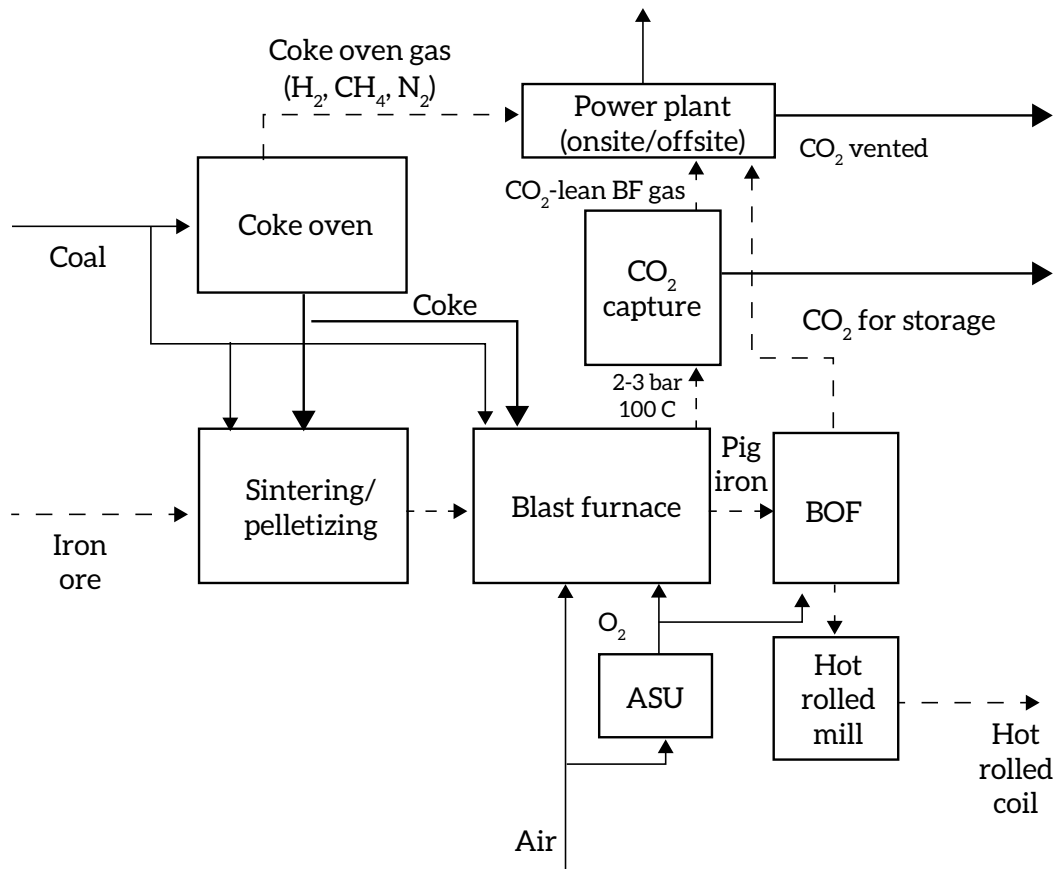 Coke oven gas
(H₂, CH₄, N₂)
Power plant
(onsite/offsite)
CO₂ vented
CO₂-lean BF gas
Coke oven
Coal
CO₂
capture
Coke
CO₂ for storage
2-3 bar
100 C
Sintering/
pelletizing
Blast furnace
Pig
iron
BOF
Iron
ore
O₂
ASU
Hot
rolled
mill
Hot
rolled
coil
Air